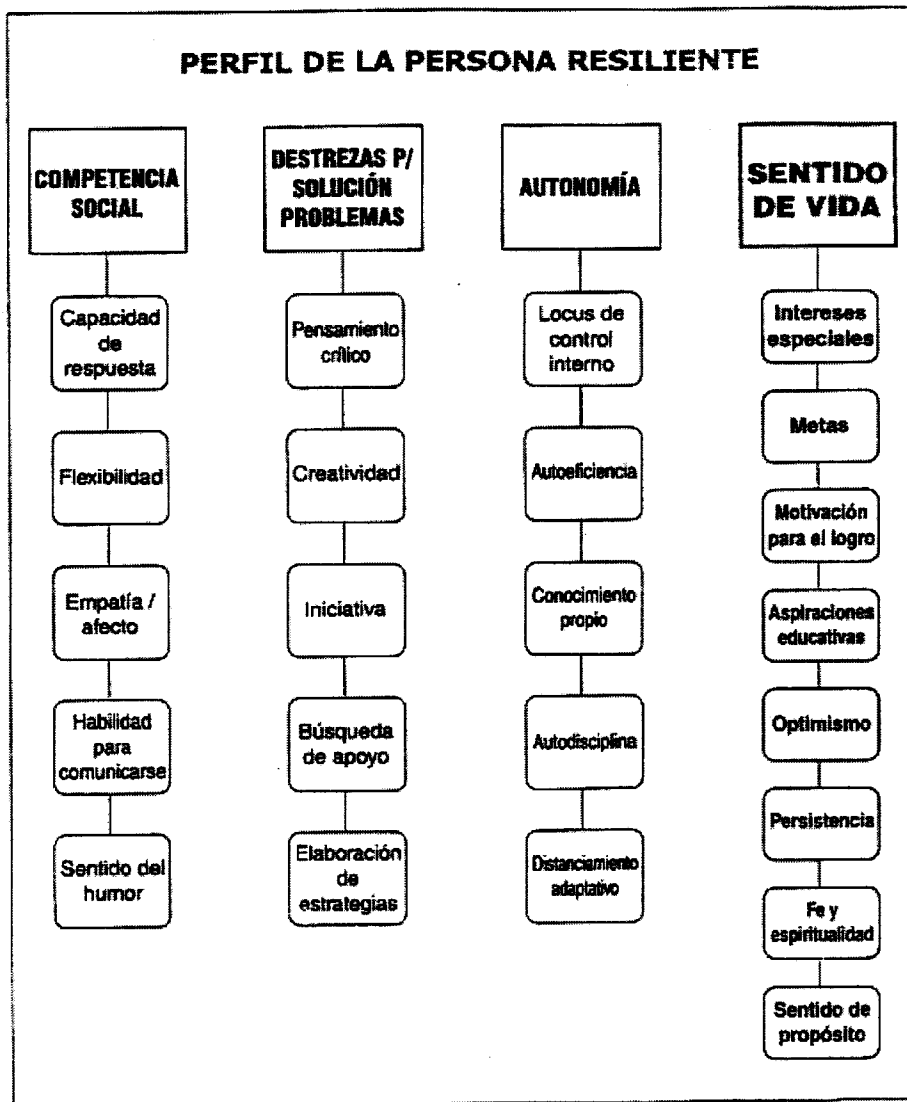 PERFIL DE LA PERSONA RESILIENTE
COMPETENCIA
SOCIAL
Capacidad
de
respuesta
Flexibilidad
Empatía /
afecto
Habilidad
para
comunicarse
Sentido del
humor
DESTREZAS P/
SOLUCIÓN
PROBLEMAS
Pensamiento
crítico
Creatividad
Iniciativa
Búsqueda
de apoyo
Elaboración
de
estrategias
AUTONOMÍA
Locus de
control
interno
Autoeficiencia
Conocimiento
propio
Autodisciplina
Distanciamiento
adaptativo
SENTIDO
DE VIDA
Intereses
especiales
Metas
Motivación
para el logro
Aspiraciones
educativas
Optimismo
Persistencia
Fe y
espiritualidad
Sentido de
propósito